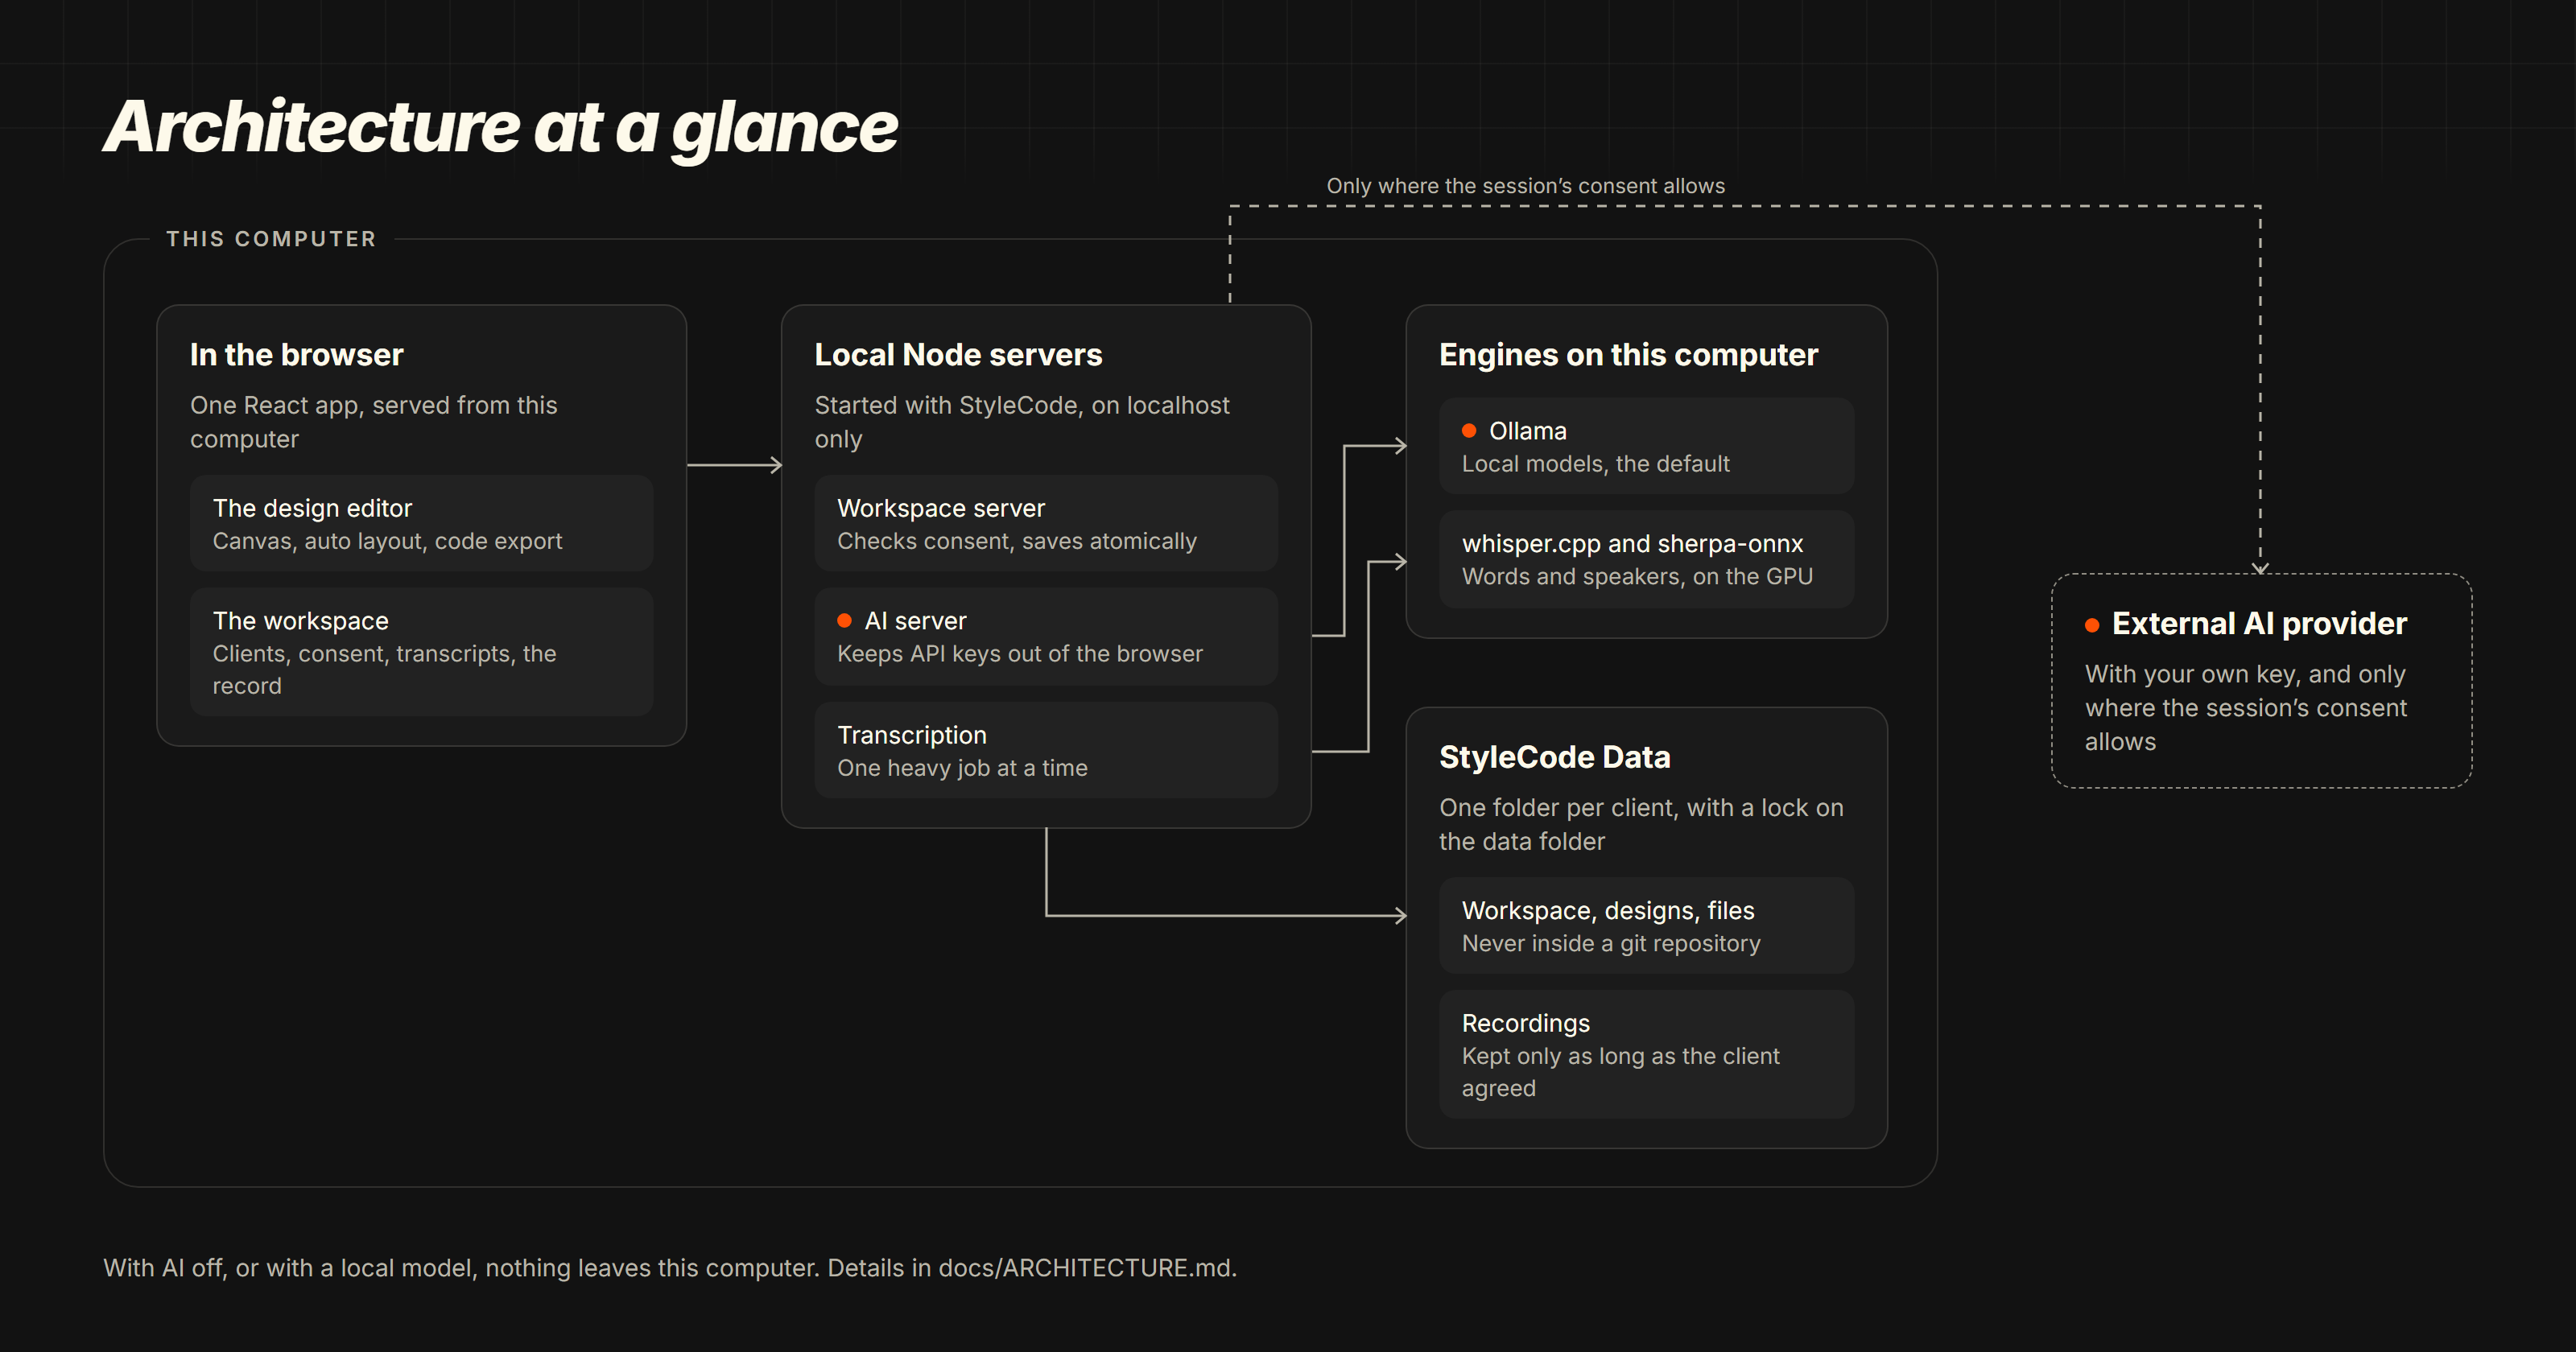 Architecture at a glance
Only where the session’s consent allows
THIS COMPUTER
In the browser
One React app, served from this
computer
The design editor
Canvas, auto layout, code export
The workspace
Clients, consent, transcripts, the
record
Local Node servers
Started with StyleCode, on localhost
only
Workspace server
Checks consent, saves atomically
AI server
Keeps API keys out of the browser
Transcription
One heavy job at a time
Engines on this computer
Ollama
Local models, the default
whisper.cpp and sherpa-onnx
Words and speakers, on the GPU
StyleCode Data
One folder per client, with a lock on
the data folder
Workspace, designs, files
Never inside a git repository
Recordings
Kept only as long as the client
agreed
External AI provider
With your own key, and only
where the session’s consent
allows
With AI off, or with a local model, nothing leaves this computer. Details in docs/ARCHITECTURE.md.